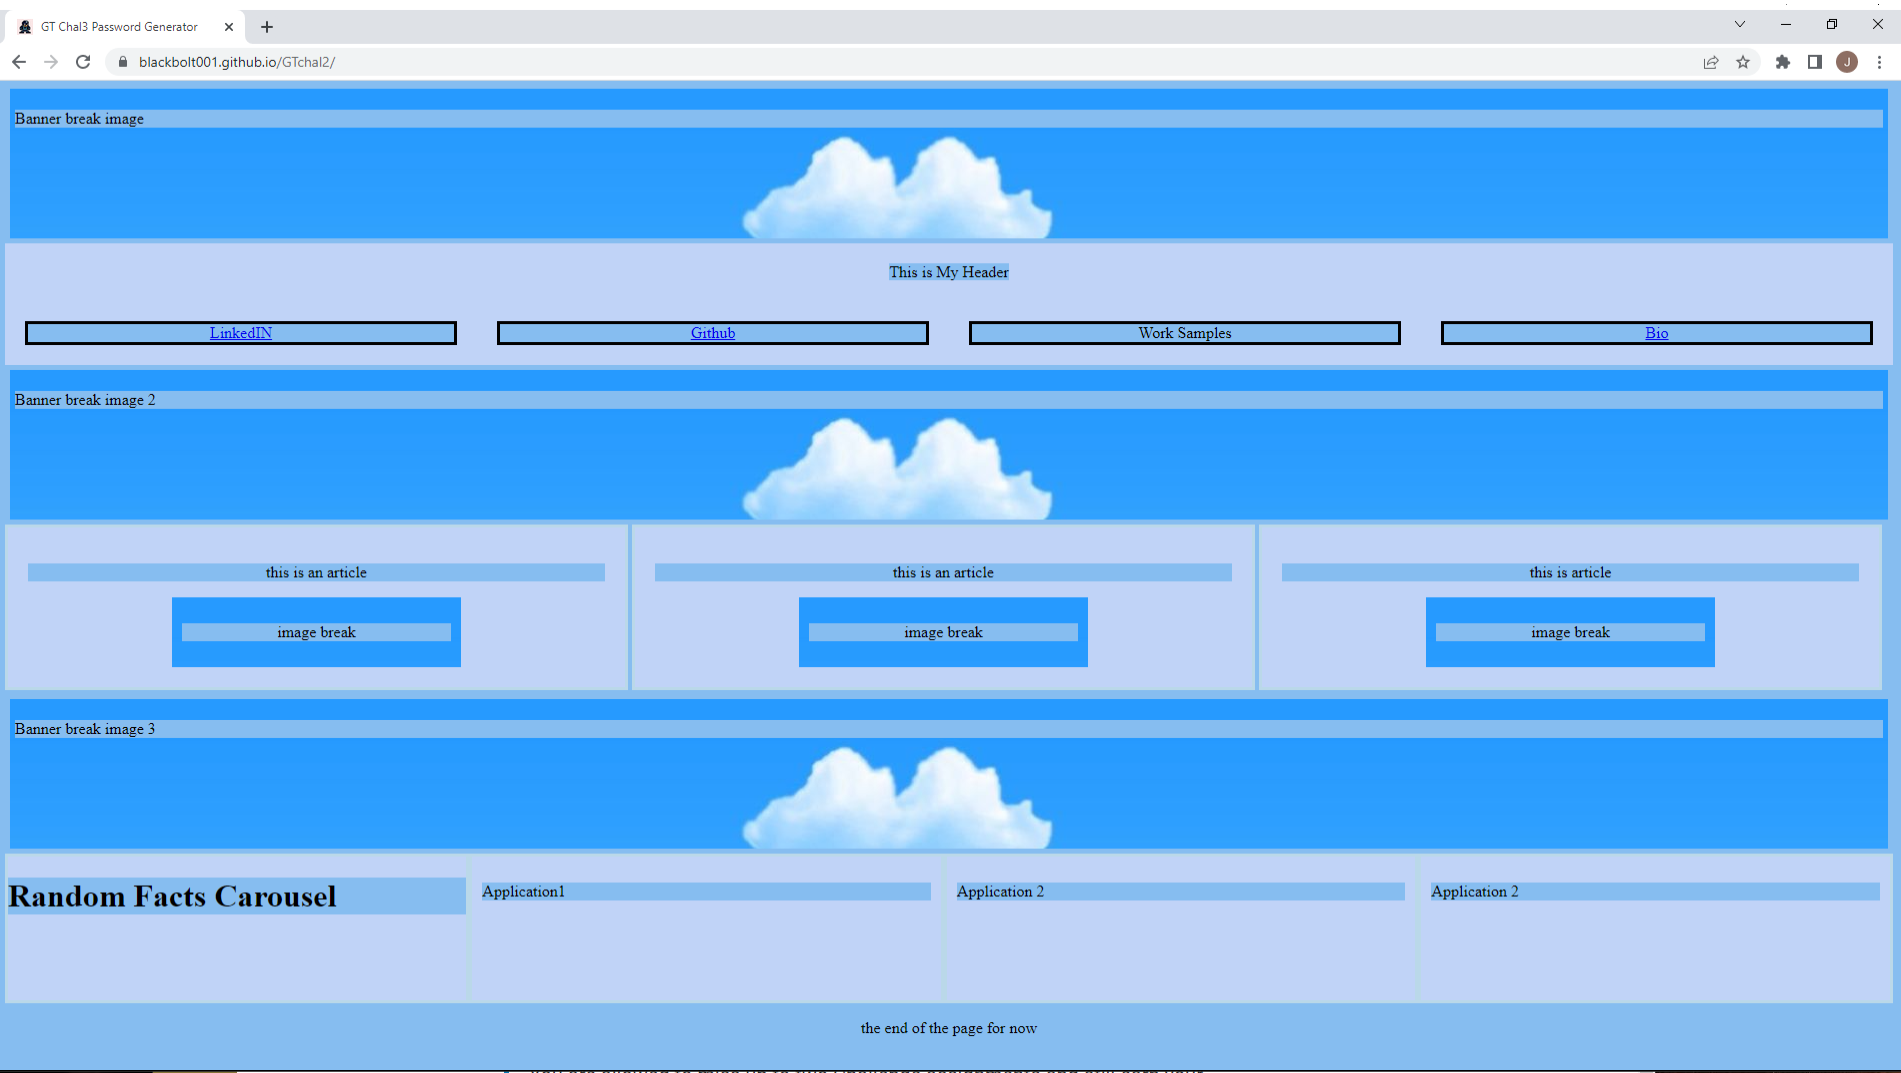 GT Chal3 Password Generator
blackbolt001.github.io/GTchal2/
J
Banner break image
This is My Header
LinkedIN Github Work Samples Bio
Banner break image 2
this is an article this is an article this is article
image break image break image break
Banner break image 3
Random Facts Carousel Application1 Application 2 Application 2
the end of the page for now